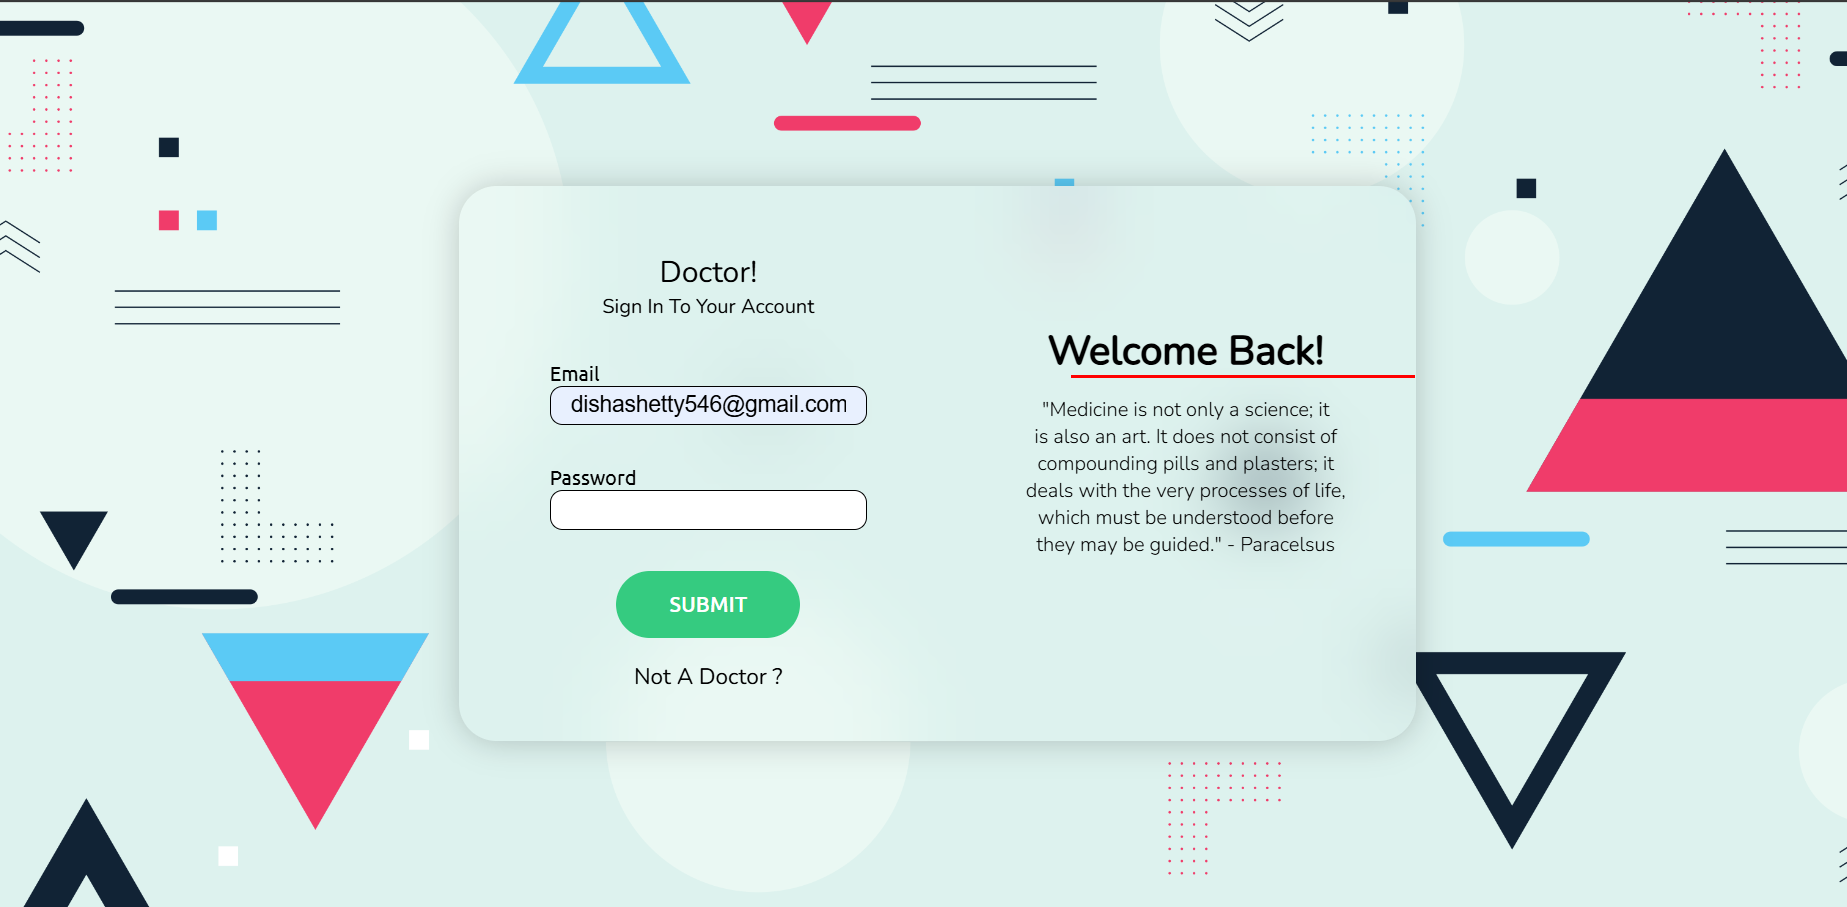 Doctor!
Sign In To Your Account
Email
dishashetty546@gmail.com
Password
SUBMIT
Not A Doctor ?
Welcome Back!
"Medicine is not only a science; it
is also an art. It does not consist of
compounding pills and plasters; it
deals with the very processes of life,
which must be understood before
they may be guided." - Paracelsus